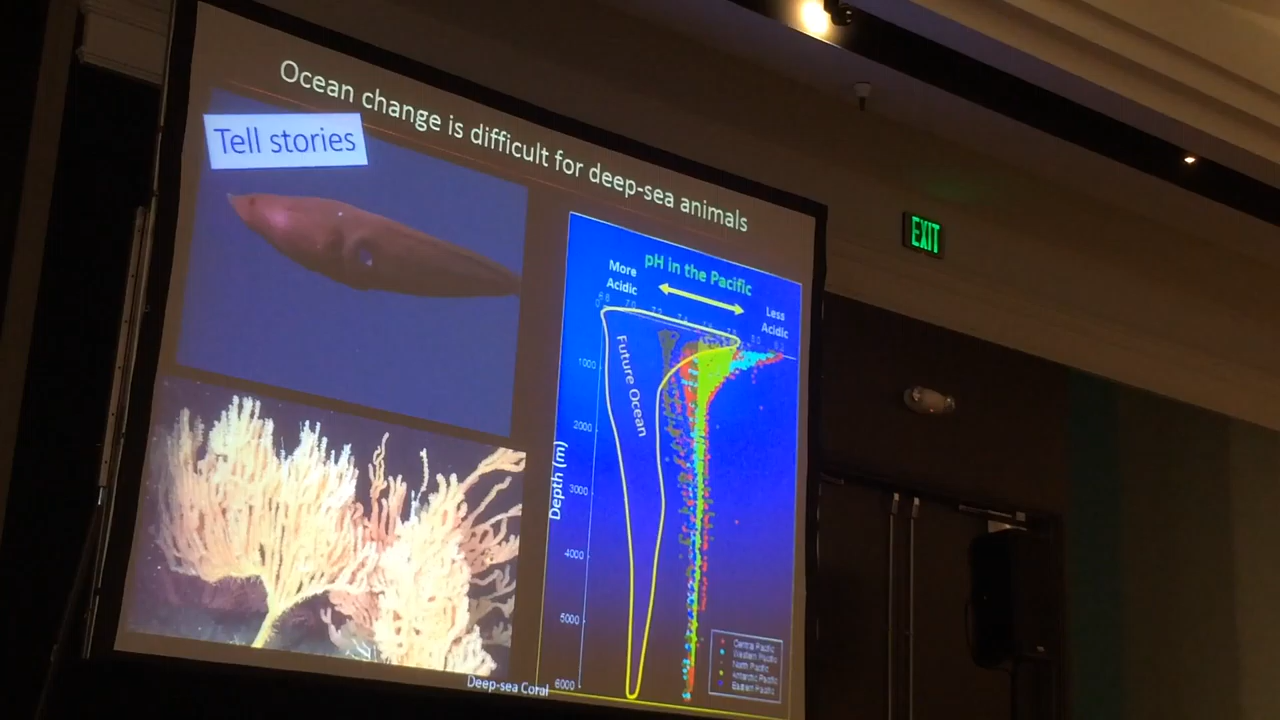 Ocean change is difficult for deep-sea animals
Tell stories
pH in the Pacific
More
Acidic
Less
Acidic
Future Ocean
1000
2000
3000
4000
5000
6000
Depth (m)
Central Pacific
Western Pacific
North Pacific
Antarctic Pacific
Eastern Pacific
Deep-sea Coral
EXIT